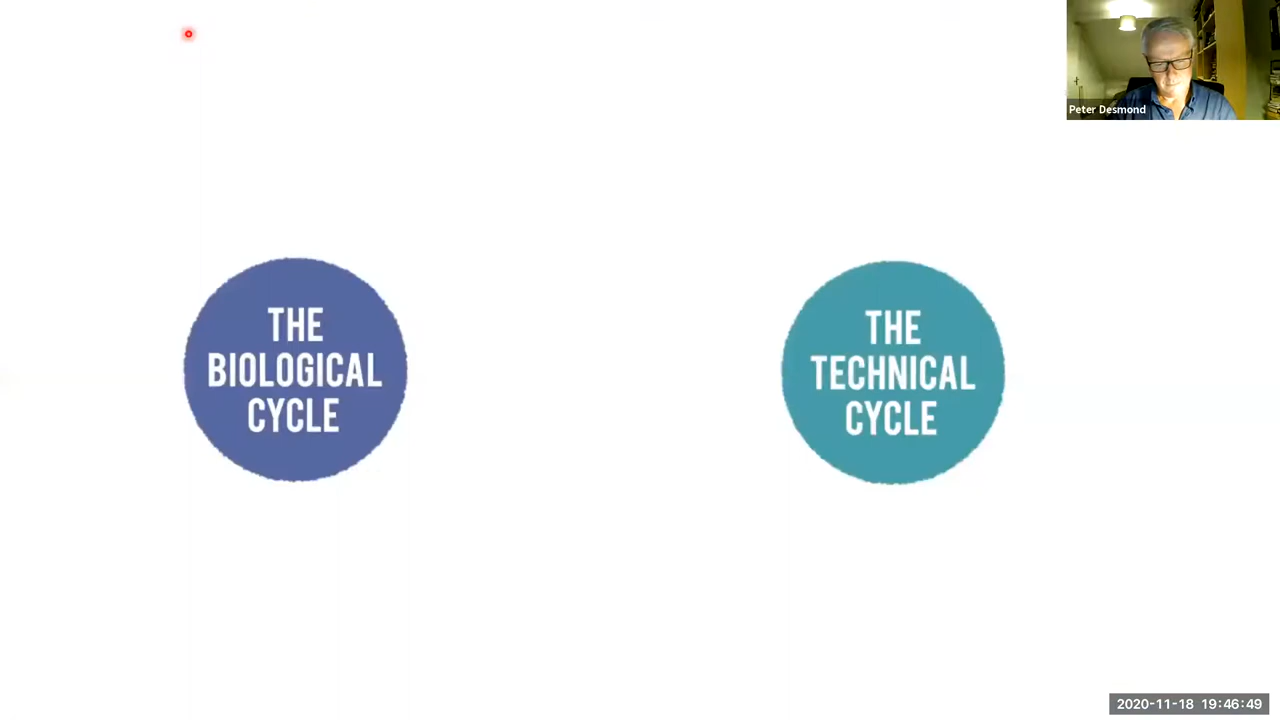 Peter Desmond
THE
BIOLOGICAL
CYCLE
THE
TECHNICAL
CYCLE
2020-11-18 19:46:49